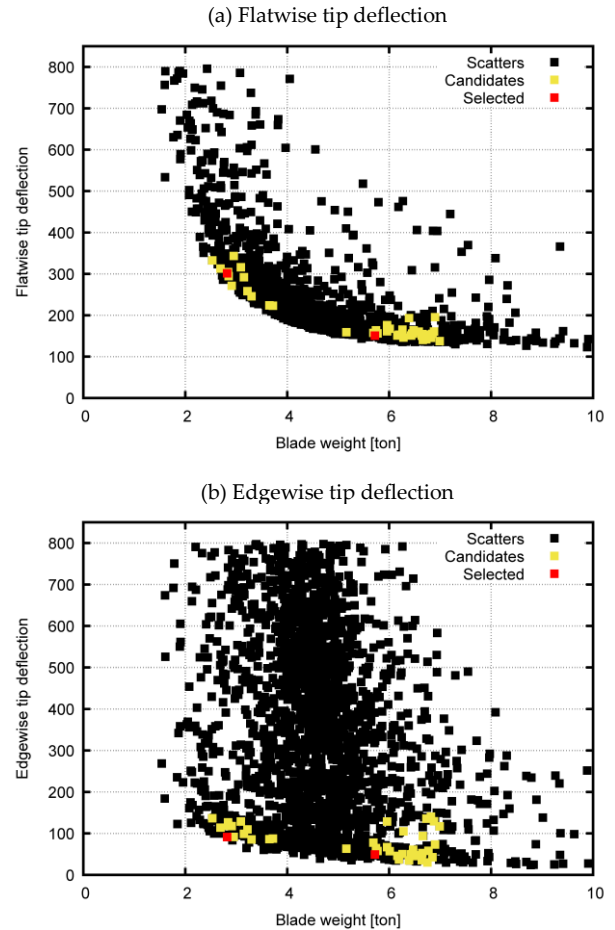 (a) Flatwise tip deflection
Scatters
Candidates
Selected
800
700
600
500
400
300
200
100
0
Flatwise tip deflection
0 2 4 6 8 10
Blade weight [ton]
(b) Edgewise tip deflection
Scatters
Candidates
Selected
800
700
600
500
400
300
200
100
0
Edgewise tip deflection
0 2 4 6 8 10
Blade weight [ton]